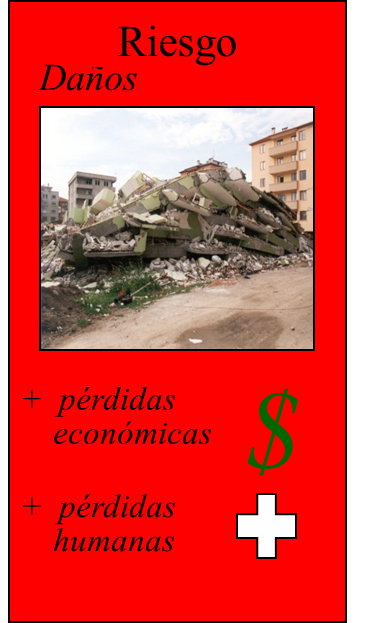 Riesgo
Daños
+ pérdidas
económicas
$
+ pérdidas
humanas